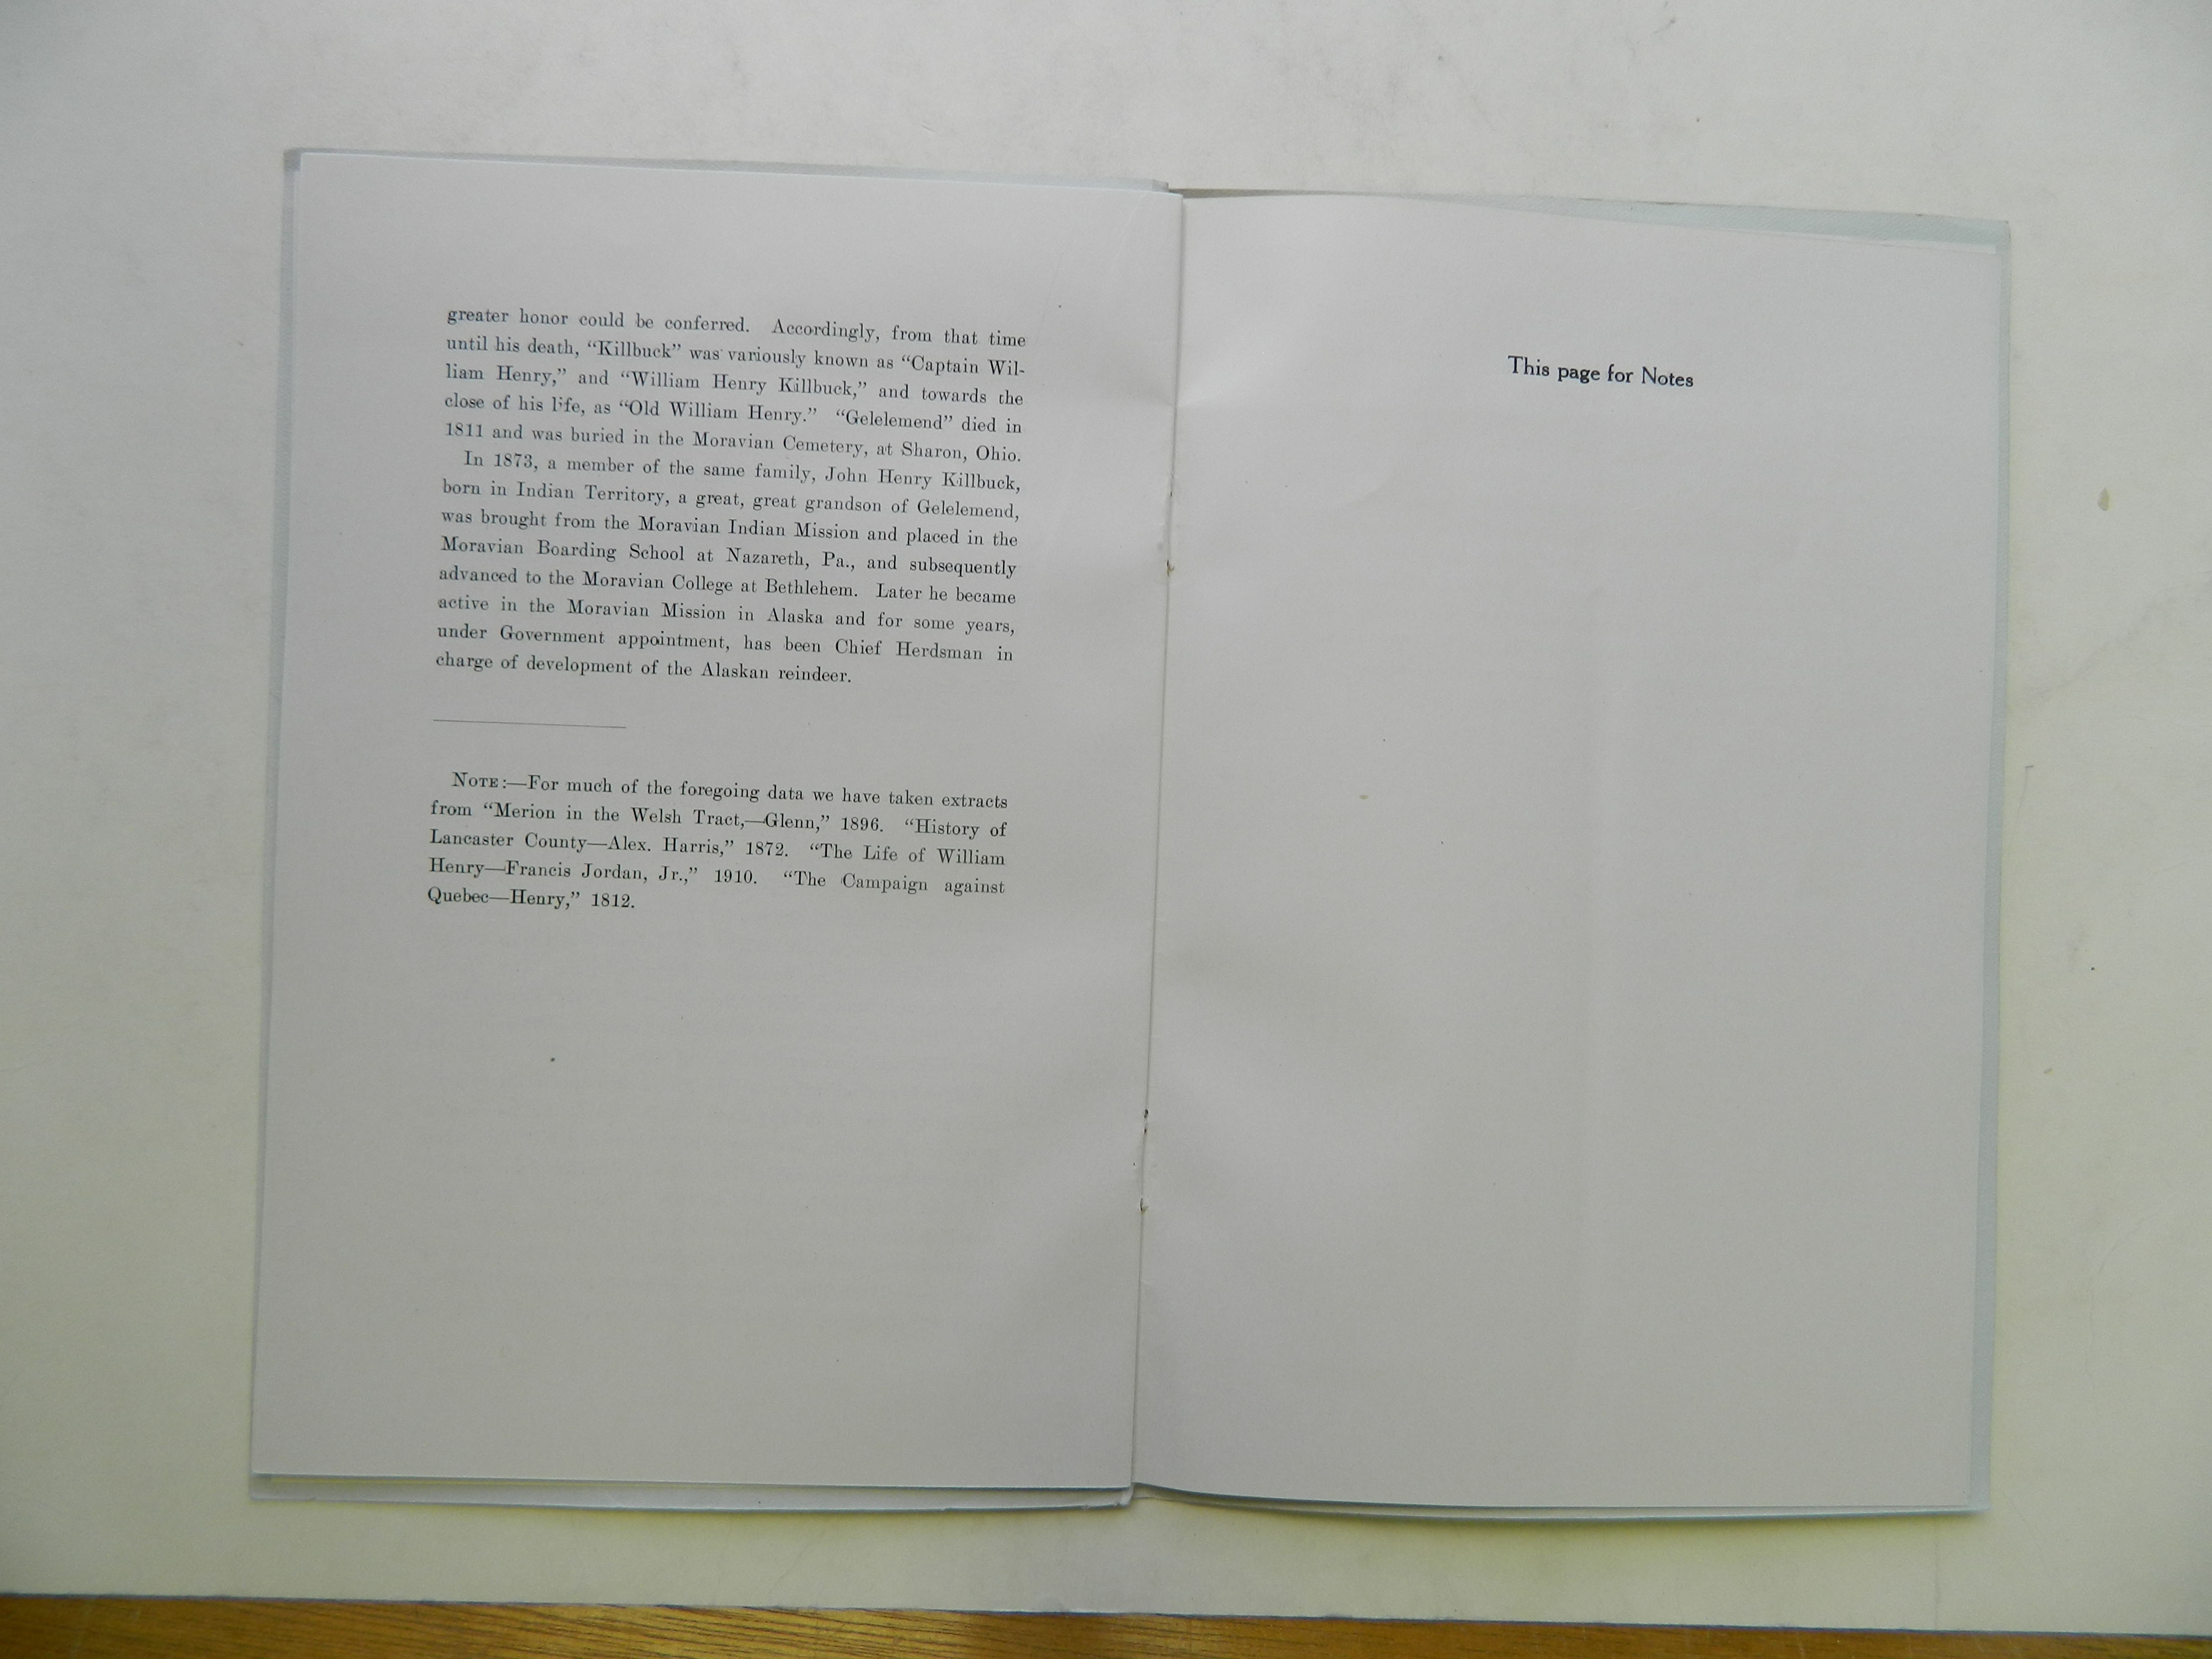 greater honor could be conferred. Accordingly, from that time
until his death, “Killbuck” was variously known as “Captain Wil-
liam Henry,” and “William Henry Killbuck,” and towards the
close of his life, as “Old William Henry.” “Gelelemend” died in
1811 and was buried in the Moravian Cemetery, at Sharon, Ohio.
In 1873, a member of the same family, John Henry Killbuck,
born in Indian Territory, a great, great grandson of Gelelemend,
was brought from the Moravian Indian Mission and placed in the
Moravian Boarding School at Nazareth, Pa., and subsequently
advanced to the Moravian College at Bethlehem. Later he became
active in the Moravian Mission in Alaska and for some years,
under Government appointment, has been Chief Herdsman in
charge of development of the Alaskan reindeer.
NOTE:—For much of the foregoing data we have taken extracts
from “Merion in the Welsh Tract,—Glenn,” 1896. “History of
Lancaster County—Alex. Harris,” 1872. “The Life of William
Henry—Francis Jordan, Jr.,” 1910. “The Campaign against
Quebec—Henry,” 1812.
This page for Notes